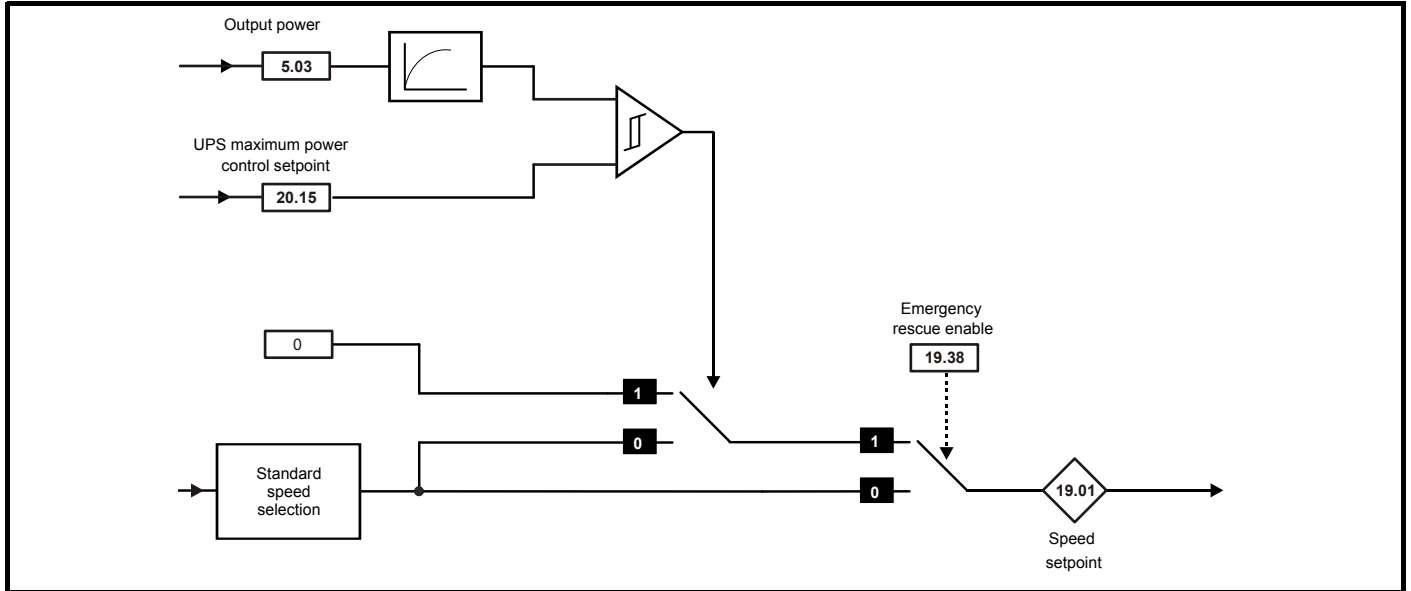 Output power
5.03
UPS maximum power
control setpoint
20.15
0
Emergency
rescue enable
19.38
1
0
1
0
Standard
speed
selection
19.01
Speed
setpoint